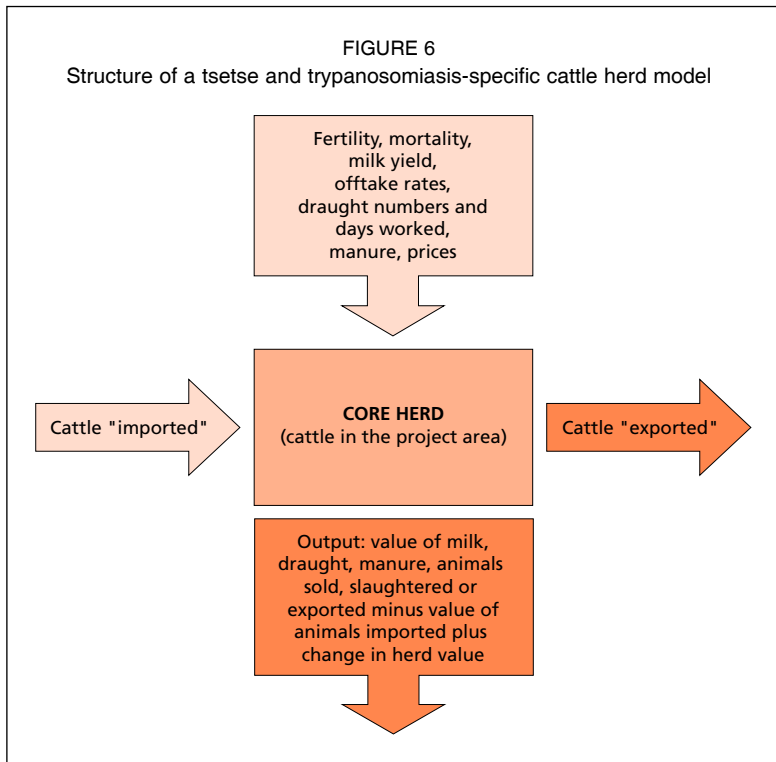 FIGURE 6
Structure of a tsetse and trypanosomiasis-specific cattle herd model
Fertility, mortality,
milk yield,
offtake rates,
draught numbers and
days worked,
manure, prices
Cattle "imported"
CORE HERD
(cattle in the project area)
Cattle "exported"
Output: value of milk,
draught, manure, animals
sold, slaughtered or
exported minus value of
animals imported plus
change in herd value